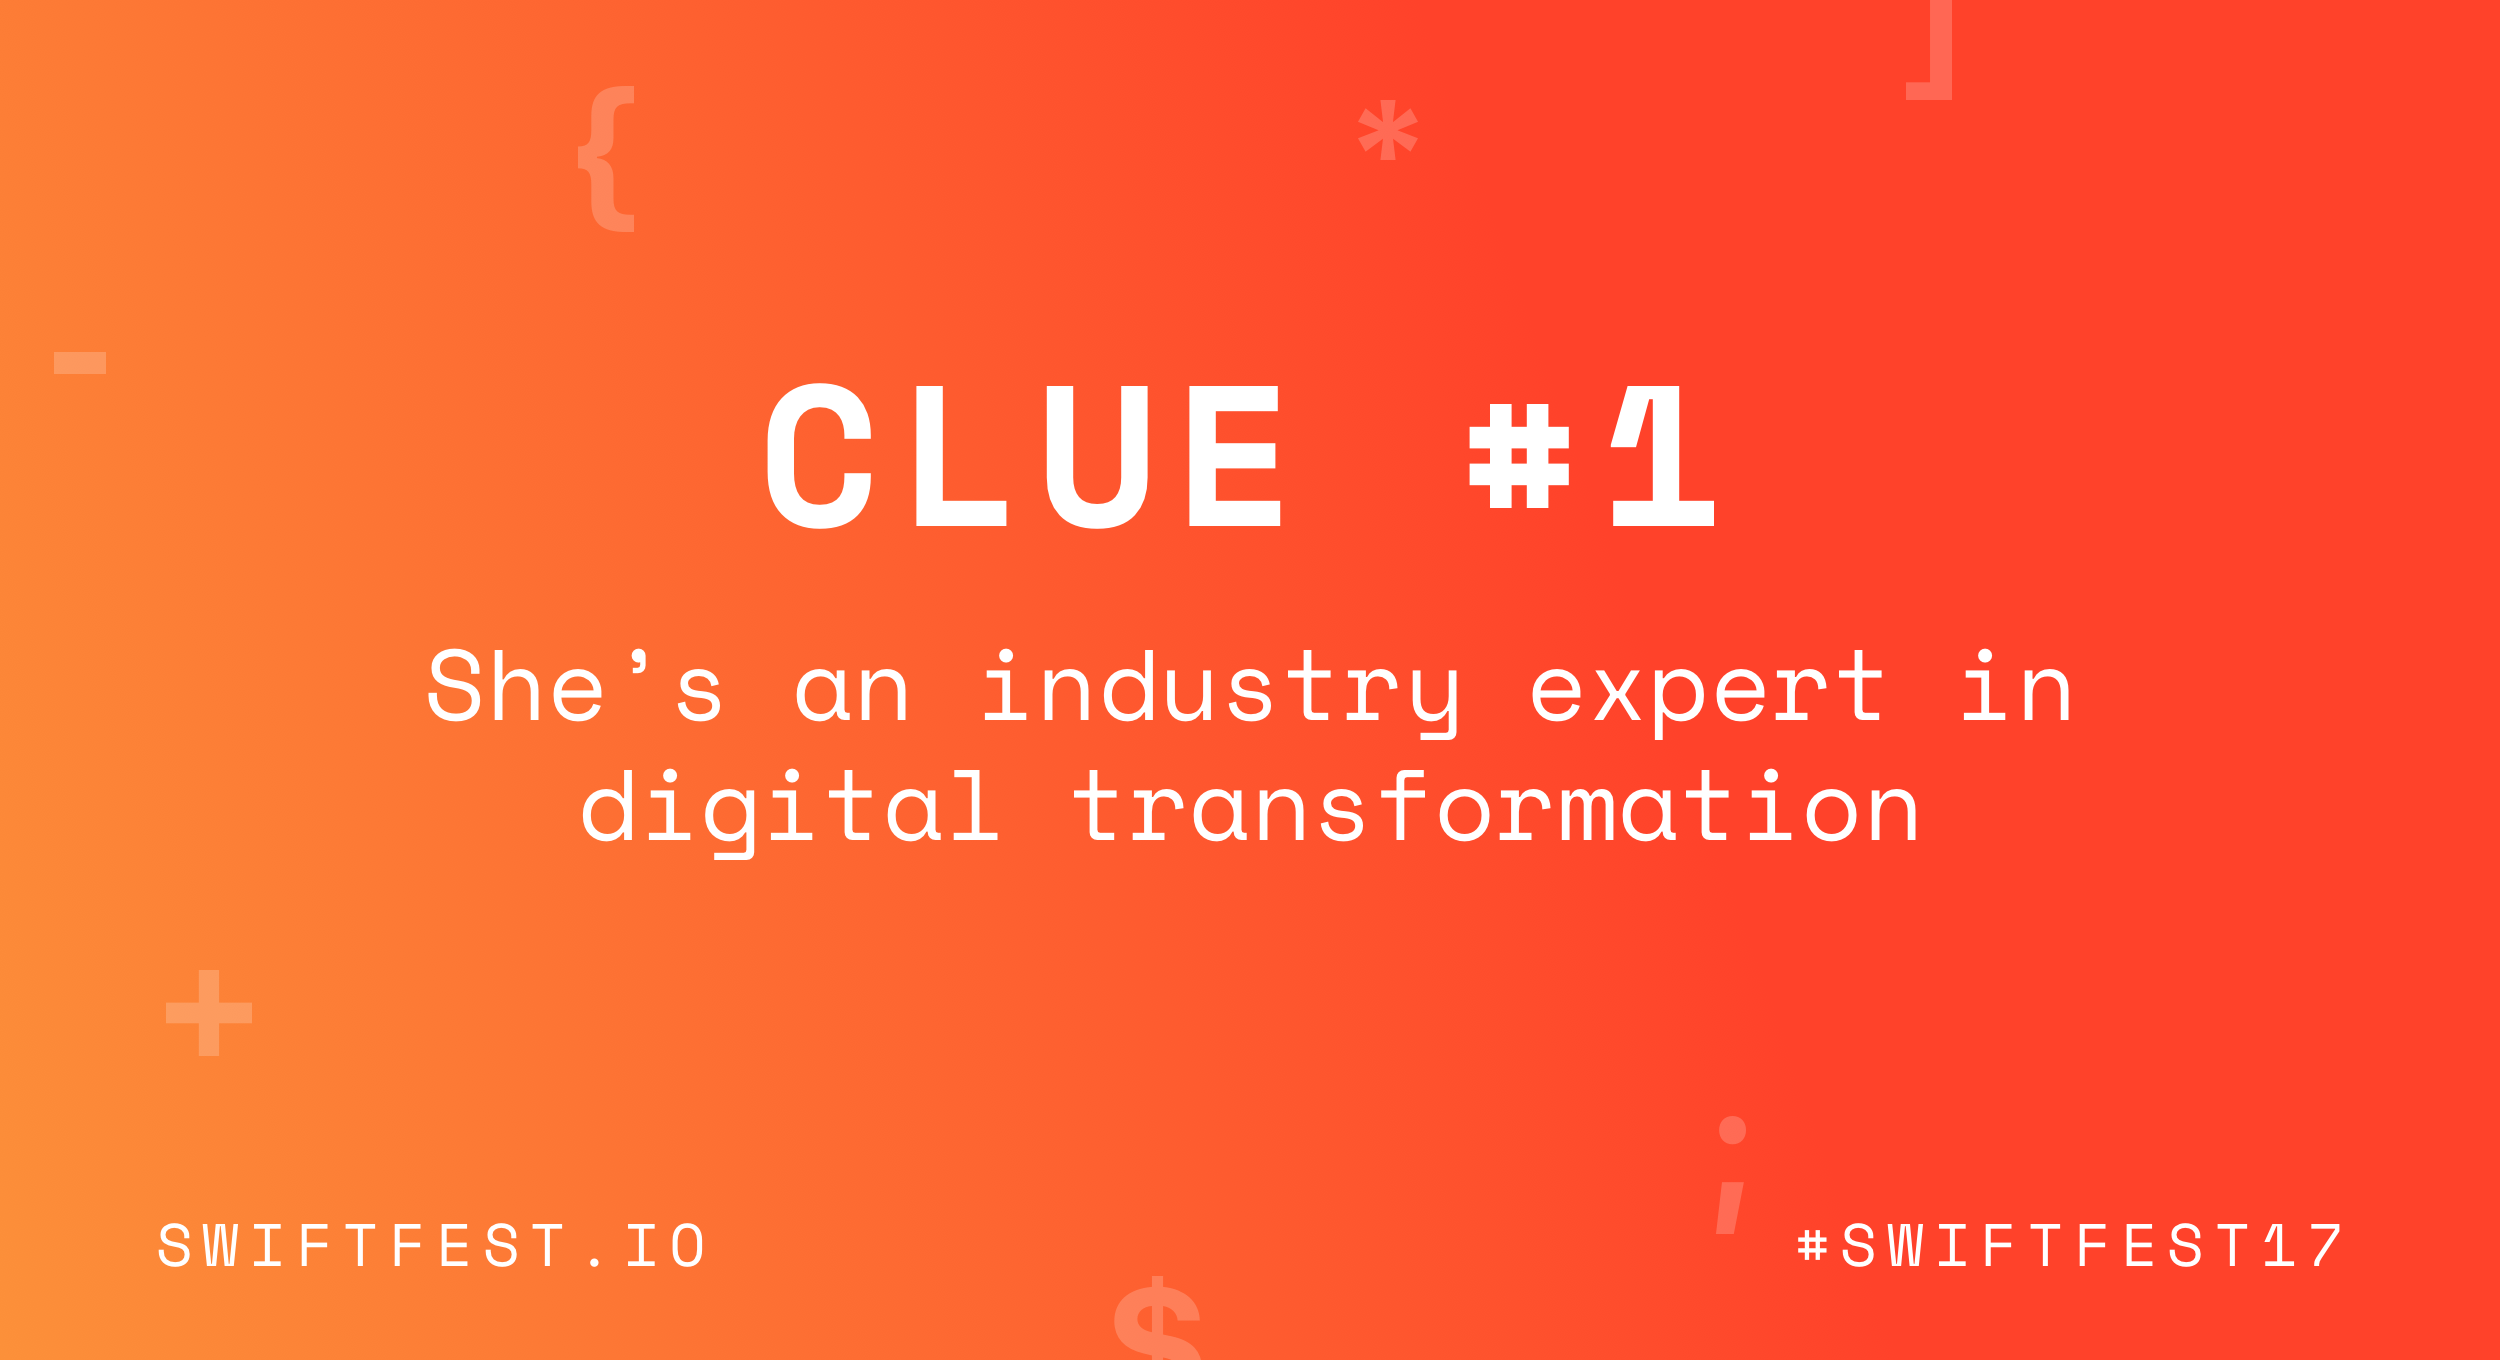 {
*
]
-
CLUE #1
She’s an industry expert in
digital transformation
+
;
SWIFTFEST.IO
#SWIFTFEST17
$